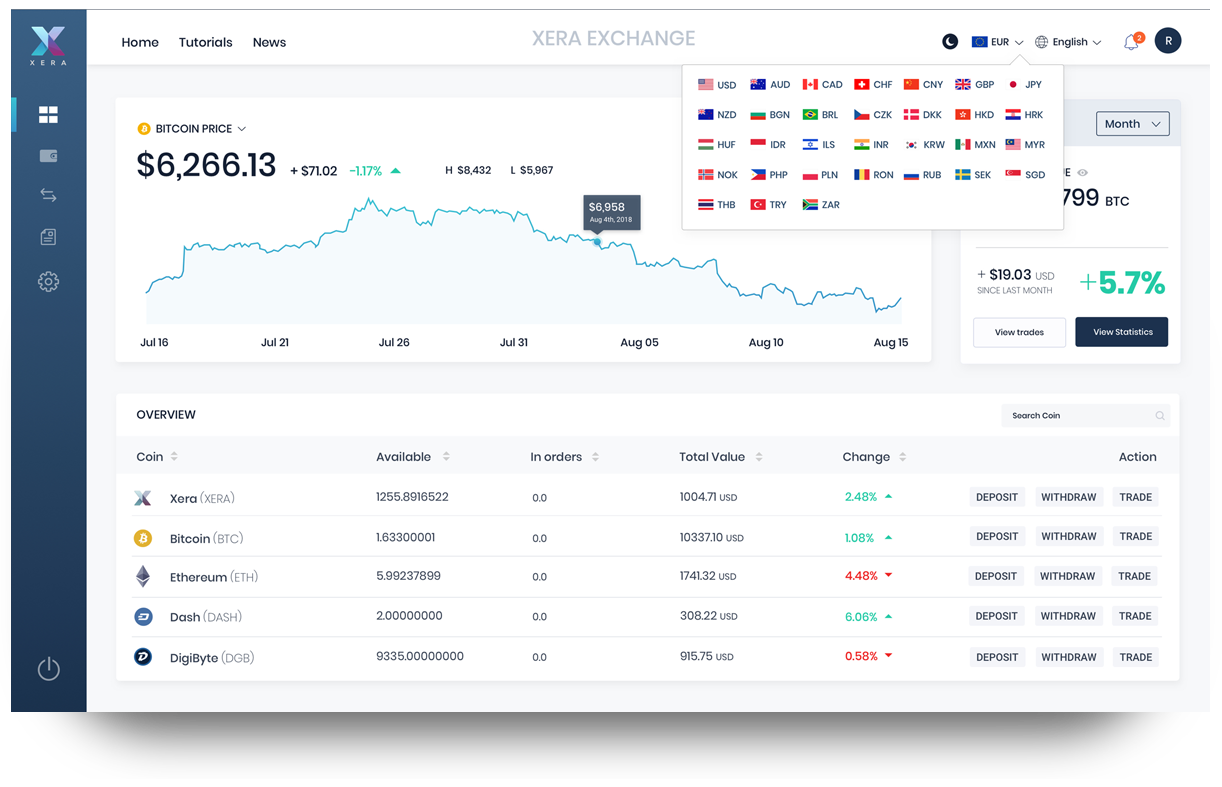 XERA
Home Tutorials News
XERA EXCHANGE
EUR English 2 R
USD AUD CAD CHF CNY GBP JPY
NZD BGN BRL CZK DKK HKD HRK
HUF IDR ILS INR KRW MXN MYR
NOK PHP PLN RON RUB SEK SGD
THB TRY ZAR
BITCOIN PRICE
$6,266.13 + $71.02 -1.17% H $8,432 L $5,967
$6,958
Aug 4th, 2018
Jul 16 Jul 21 Jul 26 Jul 31 Aug 05 Aug 10 Aug 15
Month
799 BTC
+ $19.03 USD
SINCE LAST MONTH
+5.7%
View trades View Statistics
OVERVIEW
Search Coin
Coin Available In orders Total Value Change Action
Xera (XERA) 1255.8916522 0.0 1004.71 USD 2.48% DEPOSIT WITHDRAW TRADE
Bitcoin (BTC) 1.63300001 0.0 10337.10 USD 1.08% DEPOSIT WITHDRAW TRADE
Ethereum (ETH) 5.99237899 0.0 1741.32 USD 4.48% DEPOSIT WITHDRAW TRADE
Dash (DASH) 2.00000000 0.0 308.22 USD 6.06% DEPOSIT WITHDRAW TRADE
DigiByte (DGB) 9335.00000000 0.0 915.75 USD 0.58% DEPOSIT WITHDRAW TRADE